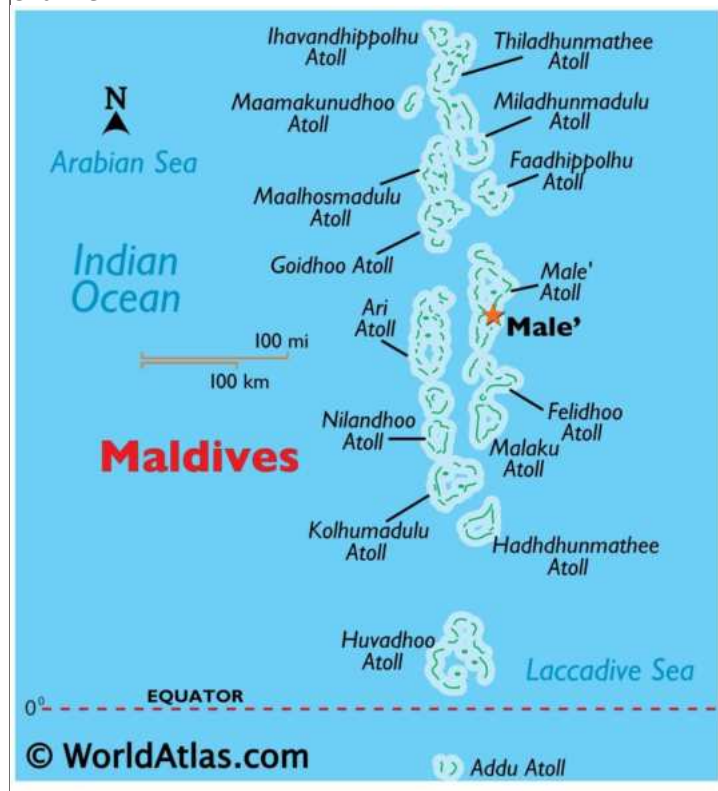 Ihavandhippolhu
Atoll
Thiladhunmathee
Atoll
N
Maamakunudhoo
Atoll
Miladhunmadulu
Atoll
Arabian Sea
Faadhippolhu
Atoll
Maalhosmadulu
Atoll
Goidhoo Atoll
Indian
Ocean
Male'
Atoll
Ari
Atoll
Male'
100 mi
100 km
Nilandhoo
Atoll
Felidhoo
Atoll
Maldives
Malaku
Atoll
Kolhumadulu
Atoll
Hadhdhunmathee
Atoll
Huvadhoo
Atoll
Laccadive Sea
EQUATOR
0°
© WorldAtlas.com
Addu Atoll